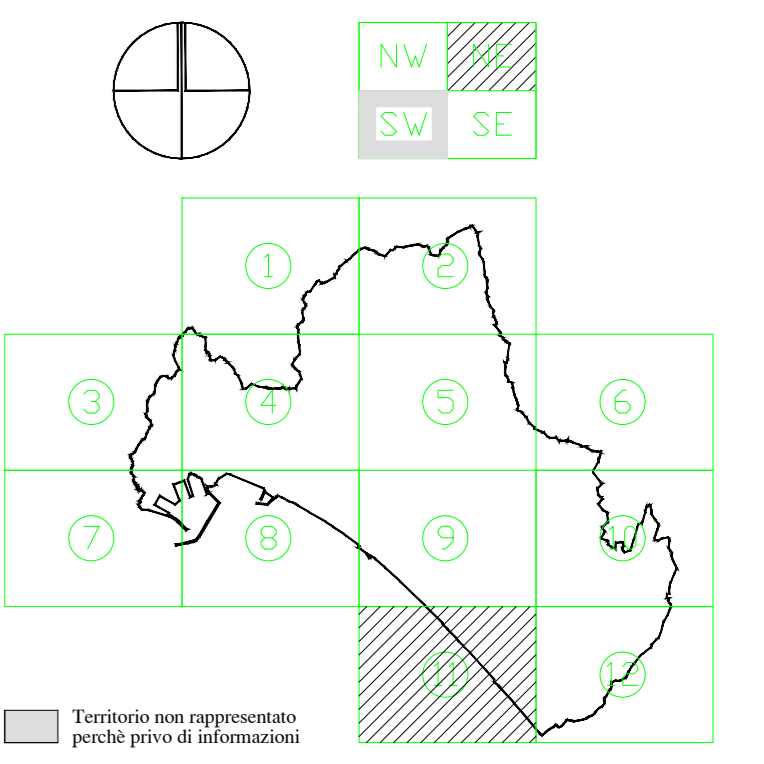 NW NE
SW SE
1 2
3 4 5 6
7 8 9 10
11 12
Territorio non rappresentato
perchè privo di informazioni